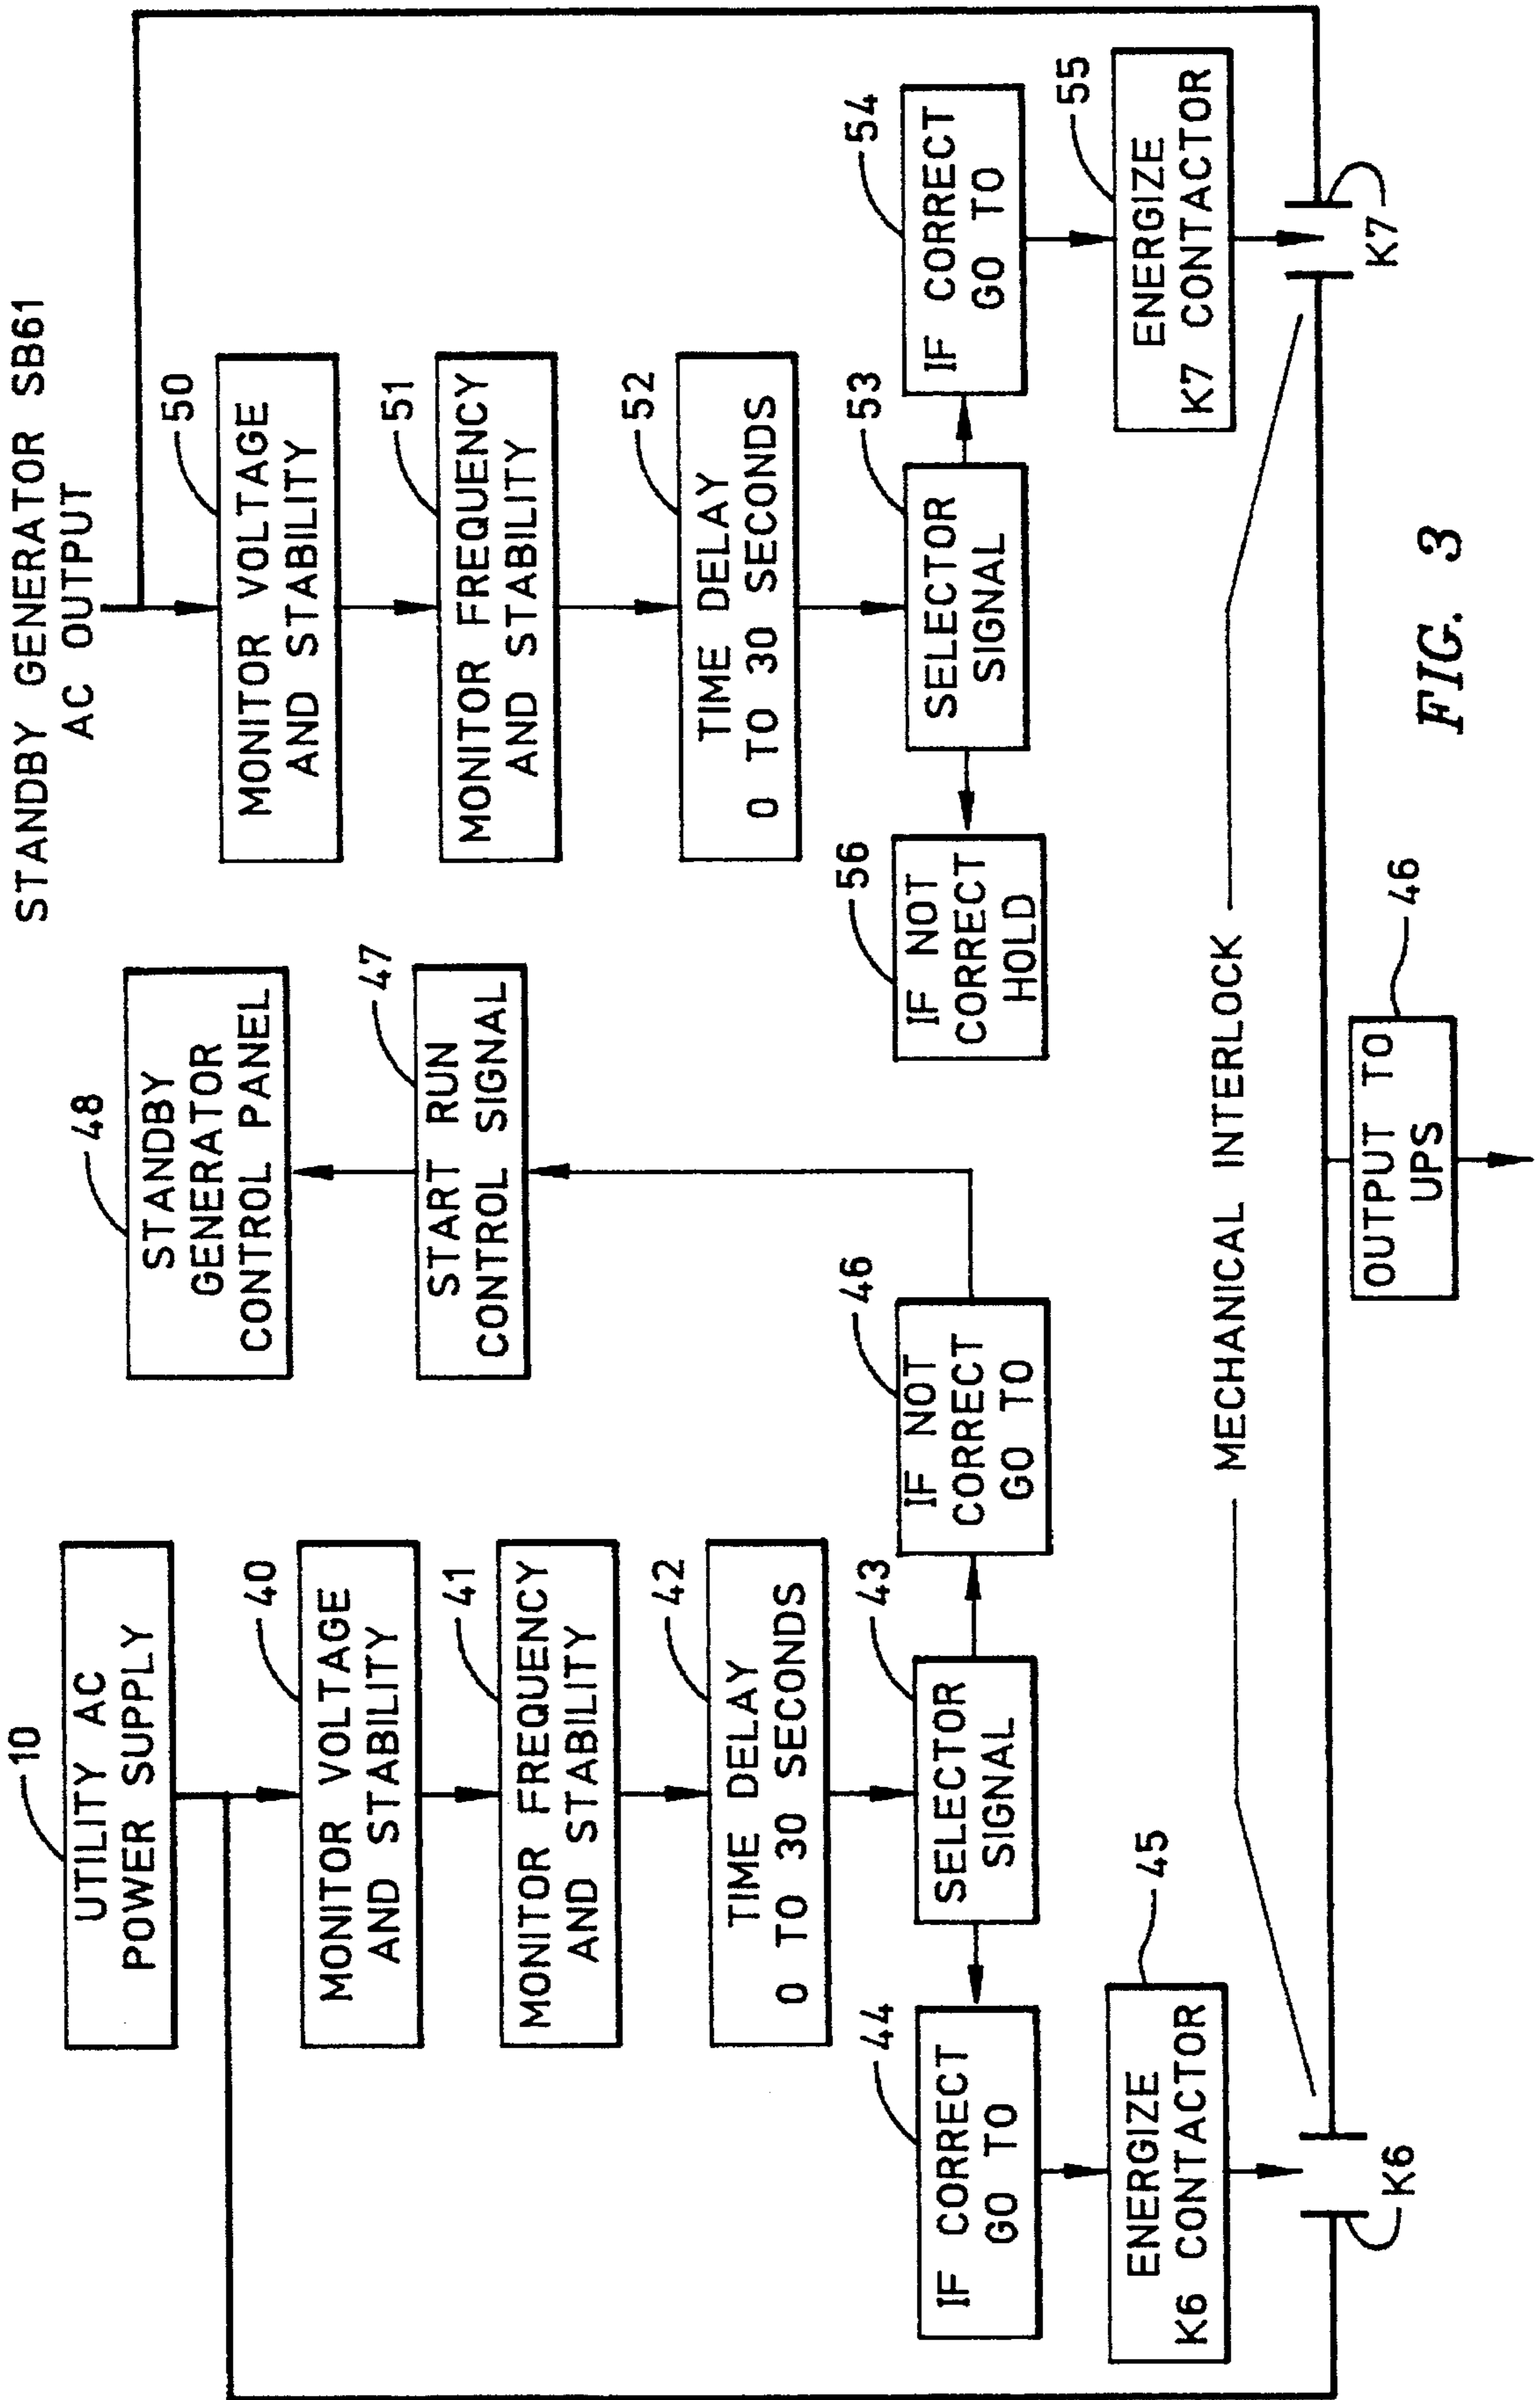 10
UTILITY AC
POWER SUPPLY
40
MONITOR VOLTAGE
AND STABILITY
41
MONITOR FREQUENCY
AND STABILITY
42
TIME DELAY
0 TO 30 SECONDS
43
SELECTOR
SIGNAL
44
IF CORRECT
GO TO
45
ENERGIZE
K6 CONTACTOR
K6
46
IF NOT
CORRECT
GO TO
47
START RUN
CONTROL SIGNAL
48
STANDBY
GENERATOR
CONTROL PANEL
STANDBY GENERATOR SB61
AC OUTPUT
50
MONITOR VOLTAGE
AND STABILITY
51
MONITOR FREQUENCY
AND STABILITY
52
TIME DELAY
0 TO 30 SECONDS
53
SELECTOR
SIGNAL
56
IF NOT
CORRECT
HOLD
54
IF CORRECT
GO TO
55
ENERGIZE
K7 CONTACTOR
K7
MECHANICAL INTERLOCK
46
OUTPUT TO
UPS
FIG. 3